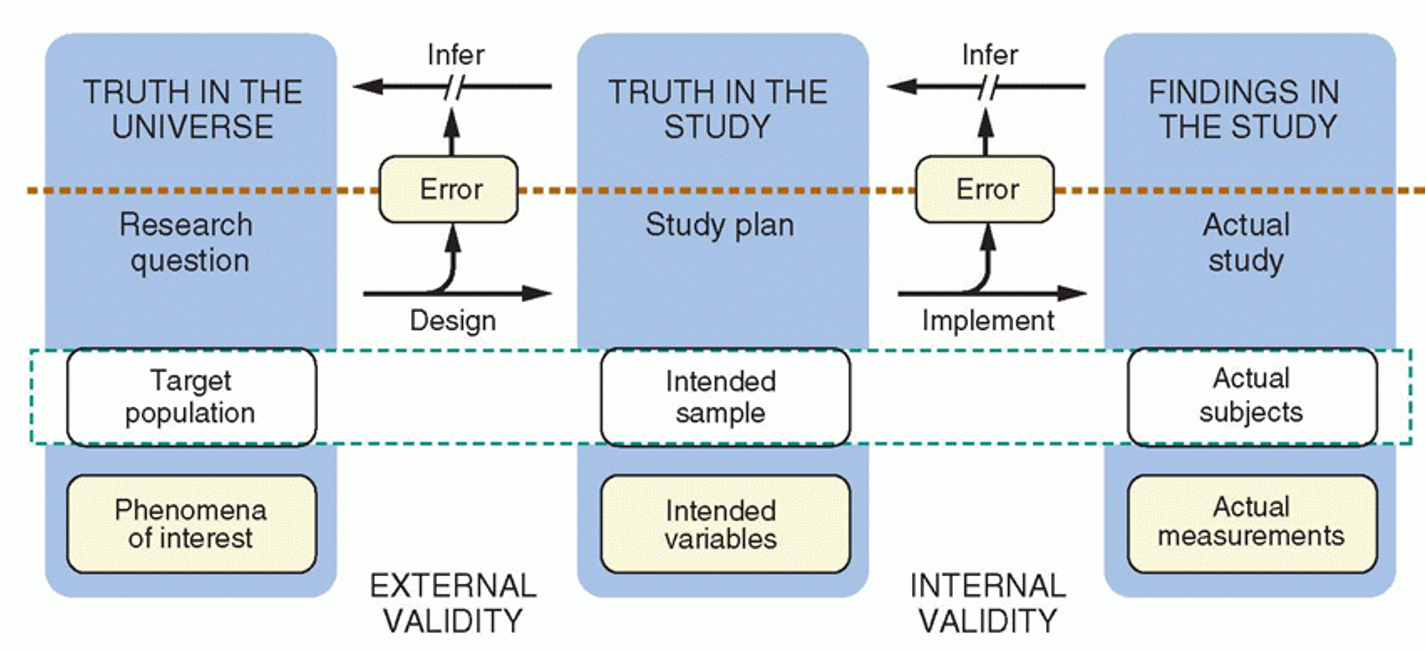 Infer
Infer
TRUTH IN THE
UNIVERSE
TRUTH IN THE
STUDY
FINDINGS IN
THE STUDY
Error
Error
Research
question
Study plan
Actual
study
Design
Implement
Target
population
Intended
sample
Actual
subjects
Phenomena
of interest
Intended
variables
Actual
measurements
EXTERNAL
VALIDITY
INTERNAL
VALIDITY